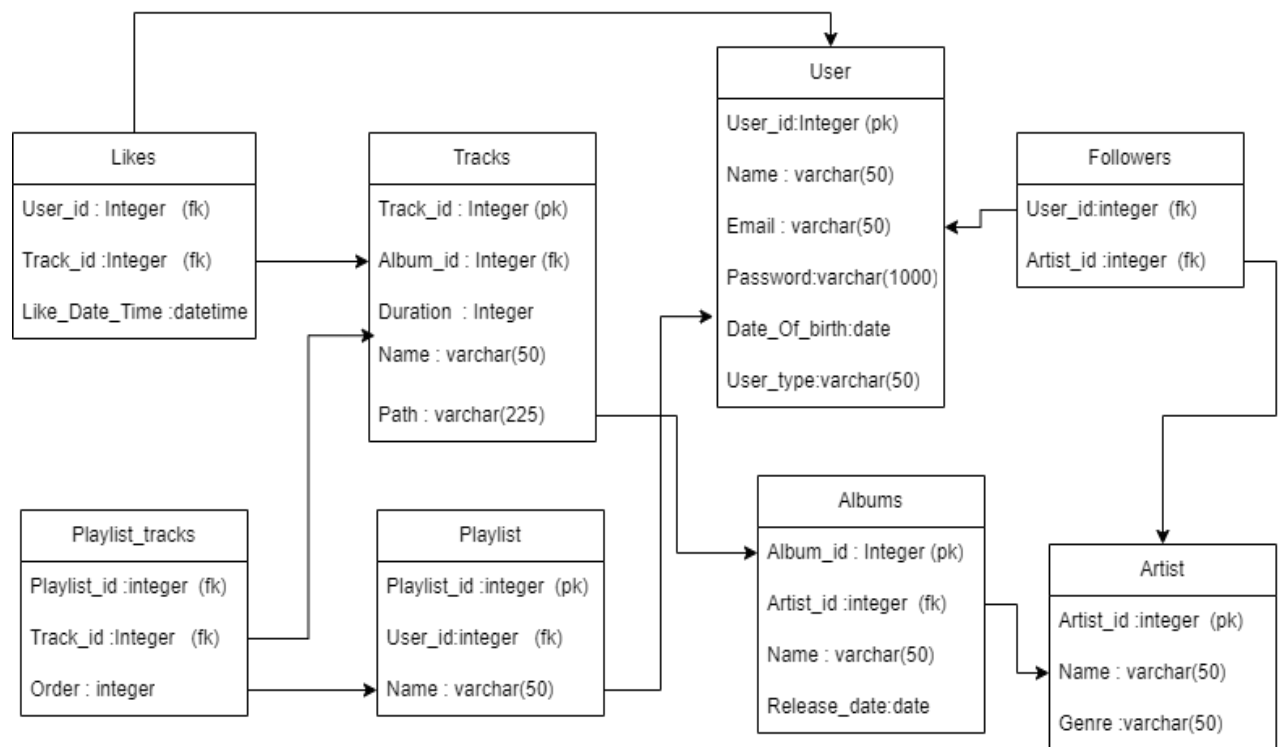 User
User_id:Integer (pk)
Name : varchar(50)
Email : varchar(50)
Password:varchar(1000)
Date_Of_birth:date
User_type:varchar(50)
Likes
User_id : Integer (fk)
Track_id :Integer (fk)
Like_Date_Time :datetime
Tracks
Track_id : Integer (pk)
Album_id : Integer (fk)
Duration : Integer
Name : varchar(50)
Path : varchar(225)
Followers
User_id:integer (fk)
Artist_id :integer (fk)
Playlist_tracks
Playlist_id :integer (fk)
Track_id :Integer (fk)
Order : integer
Playlist
Playlist_id :integer (pk)
User_id:integer (fk)
Name : varchar(50)
Albums
Album_id : Integer (pk)
Artist_id :integer (fk)
Name : varchar(50)
Release_date:date
Artist
Artist_id :integer (pk)
Name : varchar(50)
Genre :varchar(50)